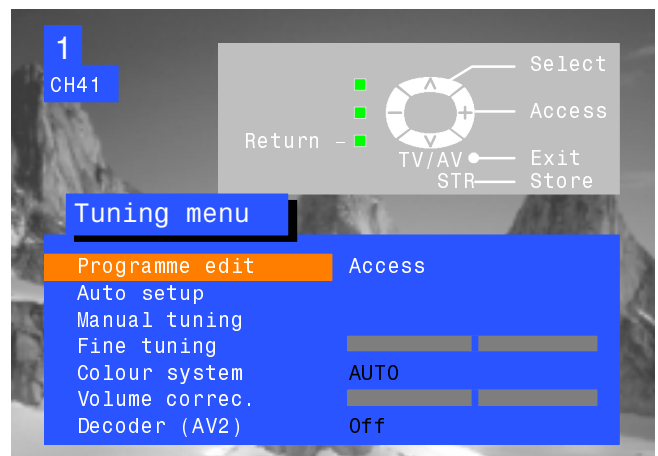 1
CH41
Select
Access
Return –
TV/AV Exit
STR Store
Tuning menu
Programme edit Access
Auto setup
Manual tuning
Fine tuning
Colour system AUTO
Volume correc.
Decoder (AV2) Off